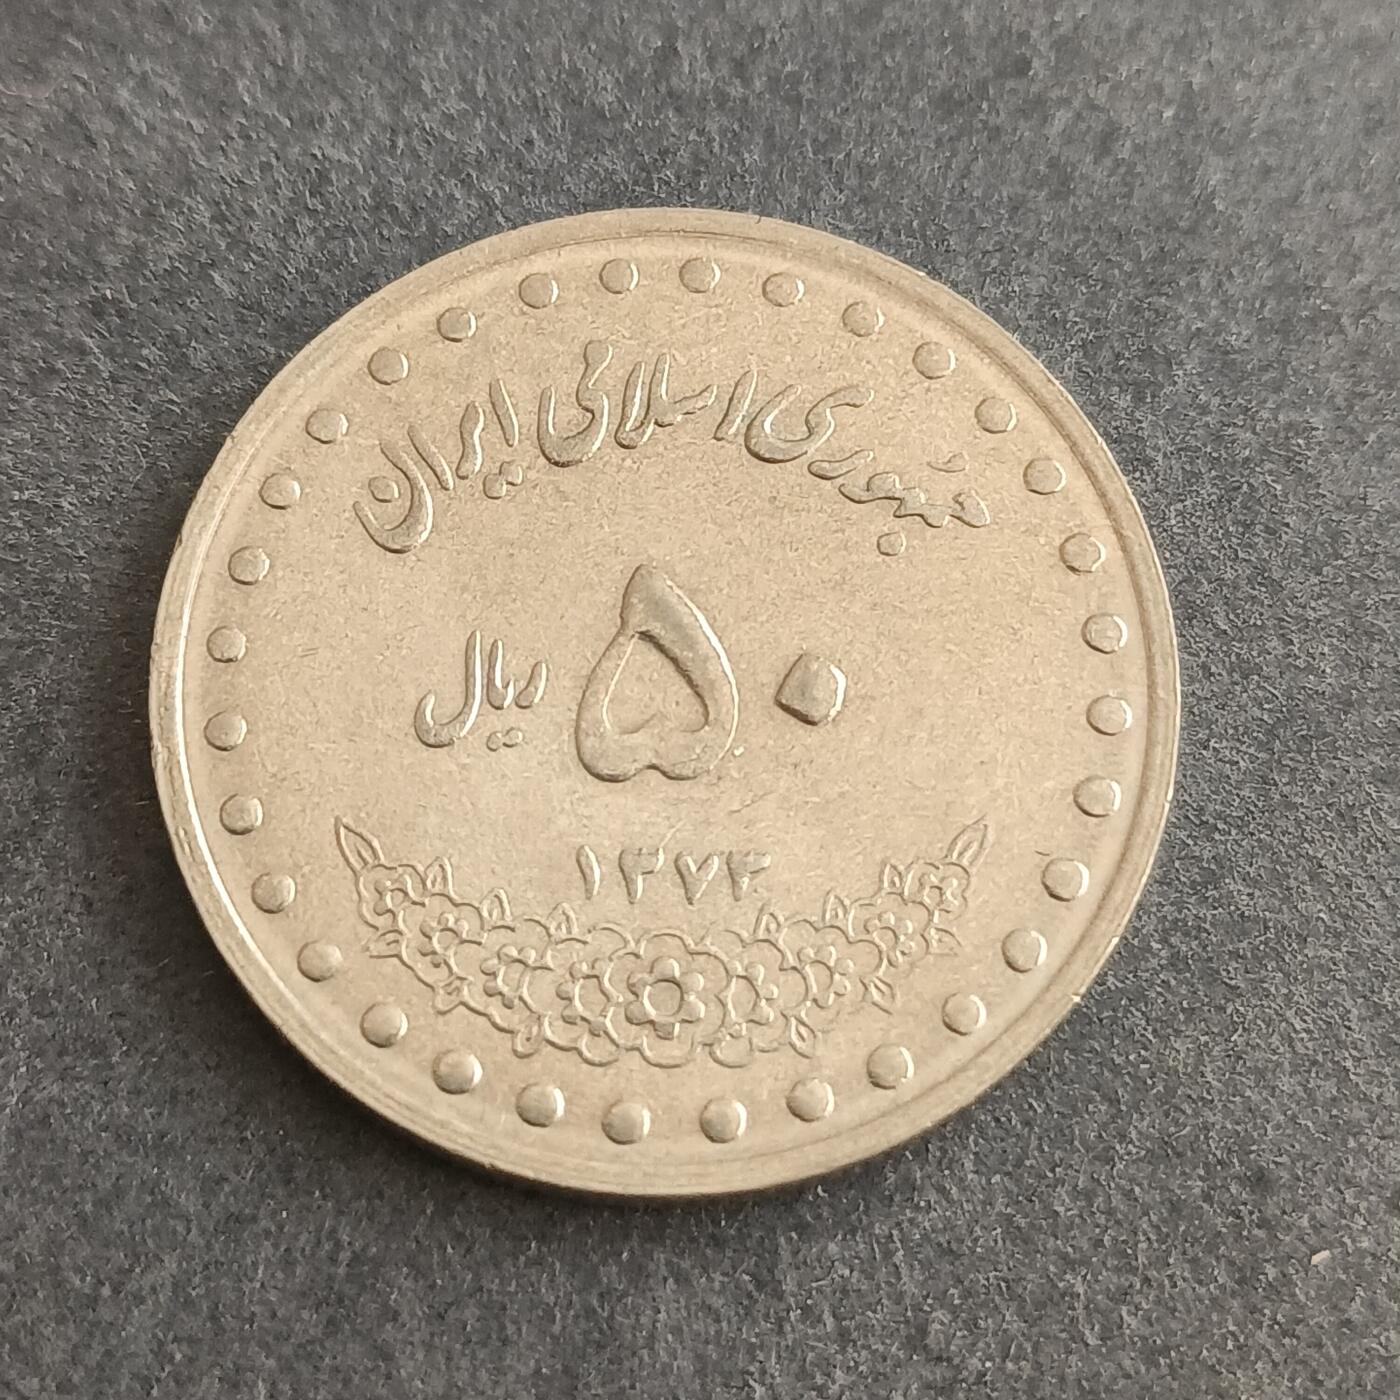 جمهوری اسلامی ایران
۵۰ ریال
۱۳۷۴